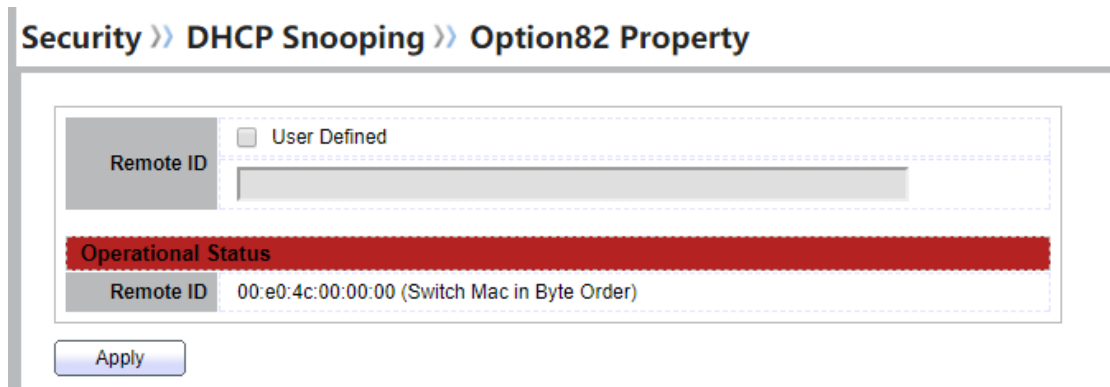 Security » DHCP Snooping » Option82 Property
User Defined
Remote ID
Operational Status
Remote ID 00:e0:4c:00:00:00 (Switch Mac in Byte Order)
Apply